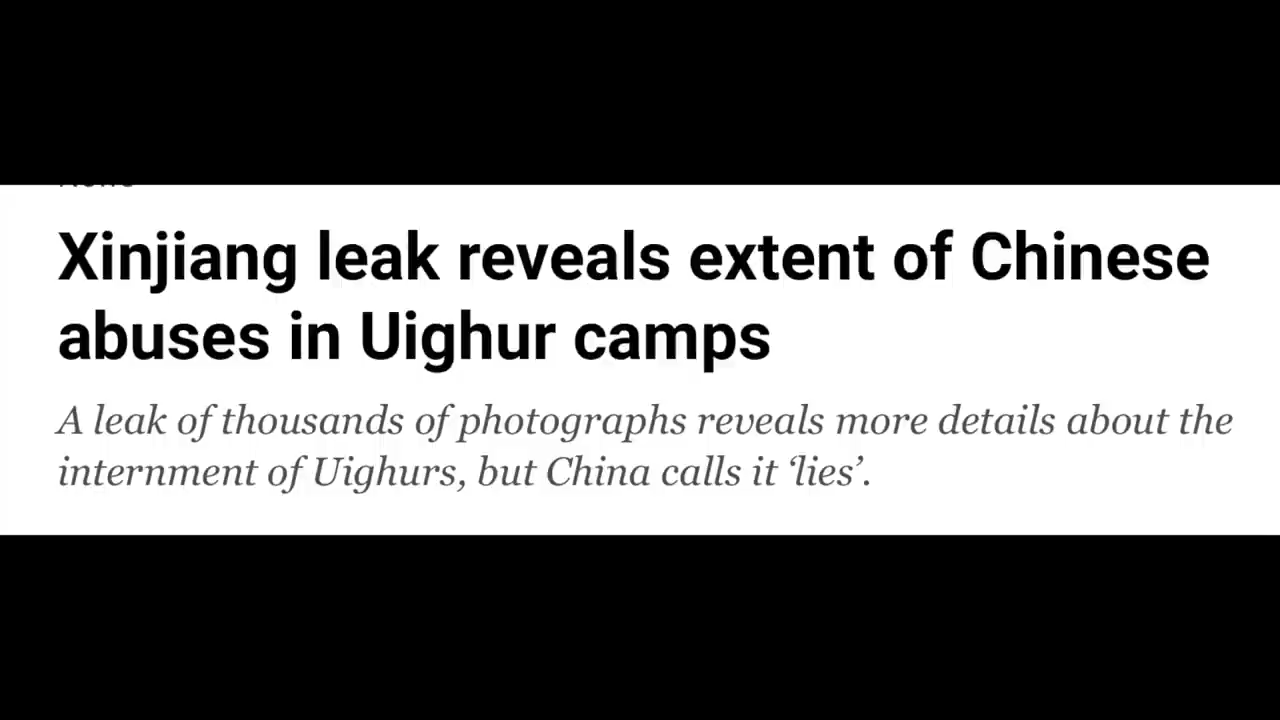 Xinjiang leak reveals extent of Chinese
abuses in Uighur camps
A leak of thousands of photographs reveals more details about the
internment of Uighurs, but China calls it ‘lies’.